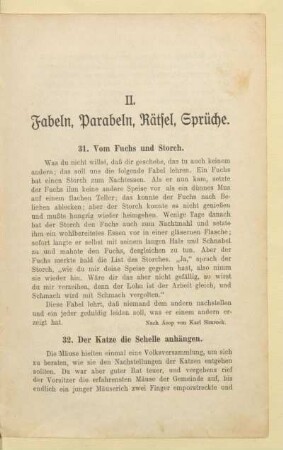 II.
Fabeln, Parabeln, Rätsel, Sprüche.
31. Vom Fuchs und Storch.
Was du nicht willst, daß dir geschehe, das tu auch keinem
andern; das soll uns die folgende Fabel lehren. Ein Fuchs
bat einen Storch zum Nachtessen. Als er nun kam, setzte
der Fuchs ihm keine andere Speise vor als ein dünnes Mus auf
einem flachen Teller; das konnte der Fuchs nach Be-
lieben ablecken; aber der Storch konnte es nicht genießen
und mußte hungrig wieder heimgehen. Wenige Tage danach
bat der Storch den Fuchs auch zum Nachtmahl und setzte
ihm ein wohlbereitetes Essen vor in einer gläsernen Flasche;
sofort langte er selbst mit seinem langen Hals und Schnabel
zu und mahnte den Fuchs, desgleichen zu tun. Aber der
Fuchs merkte bald die List des Storches. „Ja,“ sprach der
Storch, „wie du mir deine Speise gegeben hast, also nimm
sie wieder an. Wäre dir das aber nicht gefällig, so wirst du
mir's verzeihen, denn der Lohn ist der Arbeit gleich, und
Schmach wird mit Schmach vergolten.“
Diese Fabel lehrt, daß niemand dem andern nachstellen
und ein jeder geduldig leiden soll, was er einem andern er-
zeigt hat.
Nach Äsop von Karl Simrock.
32. Der Katze die Schelle anhängen.
Die Mäuse hielten einmal eine Volksversammlung, um sich
zu beraten, wie sie den Nachstellungen der Katzen entgehen
sollten. Da war aber guter Rat teuer, und vergebens rief
der Vorsitzer die erfahrensten Mäuse der Gemeinde auf, bis
endlich ein junger Mäuserich zwei Finger emporstreckte und